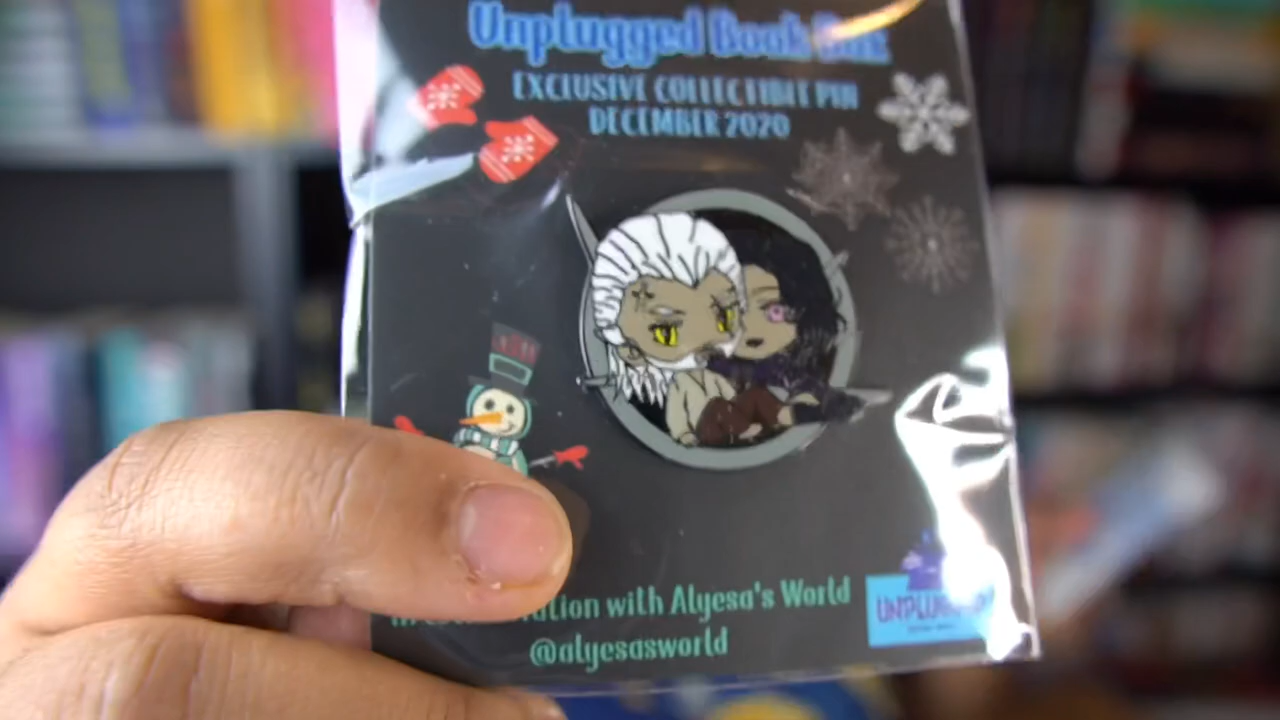 Unplugged Book Box
EXCLUSIVE COLLECTIBLE PIN
DECEMBER 2020
with Alyesa's World
@alyesasworld
UNPLUGGED